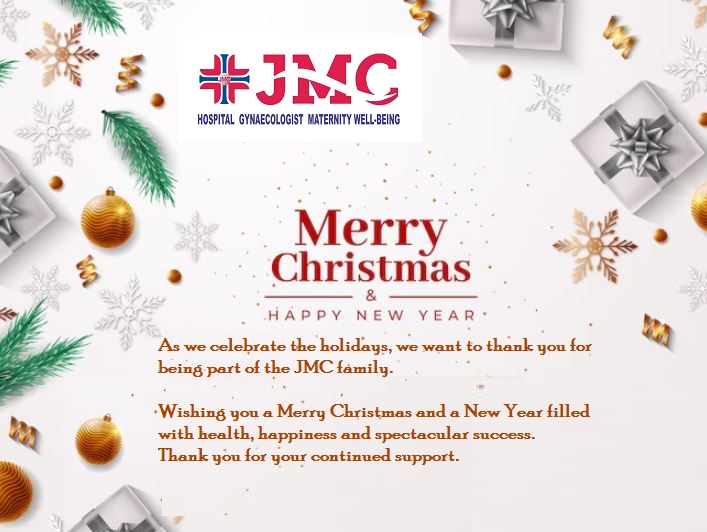 JMC
JMC
HOSPITAL GYNAECOLOGIST MATERNITY WELL-BEING
Merry
Christmas
&
HAPPY NEW YEAR
As we celebrate the holidays, we want to thank you for
being part of the JMC family.
Wishing you a Merry Christmas and a New Year filled
with health, happiness and spectacular success.
Thank you for your continued support.